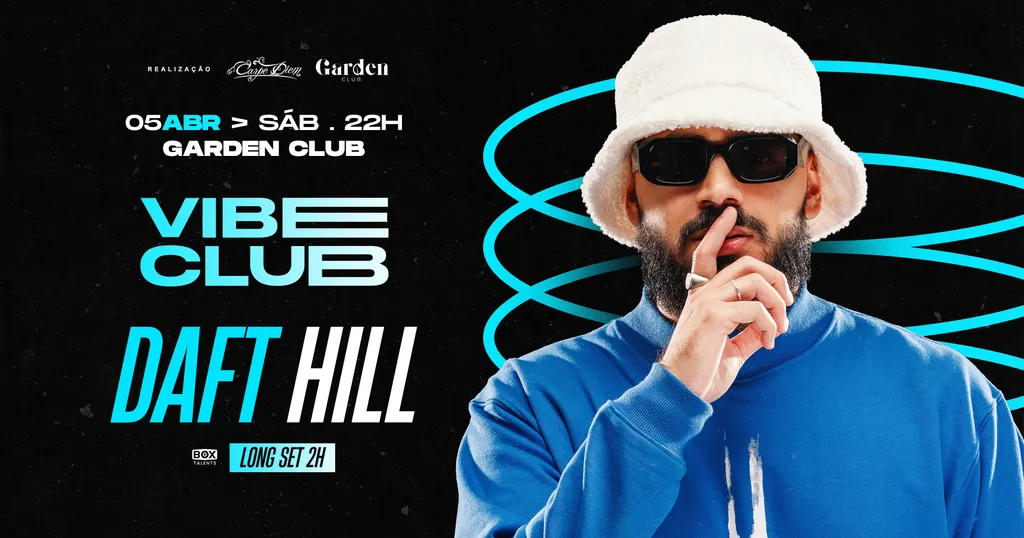 REALIZAÇÃO Carpe Diem Garden CLUB
05ABR > SÁB . 22H
GARDEN CLUB
VIBE
CLUB
DAFT HILL
BOX TALENTS LONG SET 2H